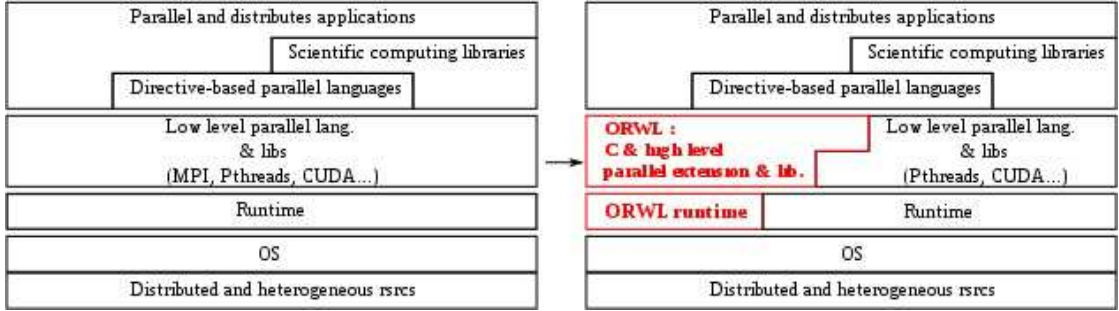 Parallel and distributes applications
Scientific computing libraries
Directive-based parallel languages
Low level parallel lang.
& libs
(MPI, Pthreads, CUDA...)
Runtime
OS
Distributed and heterogeneous rsrcs
Parallel and distributes applications
Scientific computing libraries
Directive-based parallel languages
ORWL :
C & high level
parallel extension & lib.
Low level parallel lang.
& libs
(Pthreads, CUDA...)
ORWL runtime
Runtime
OS
Distributed and heterogeneous rsrcs